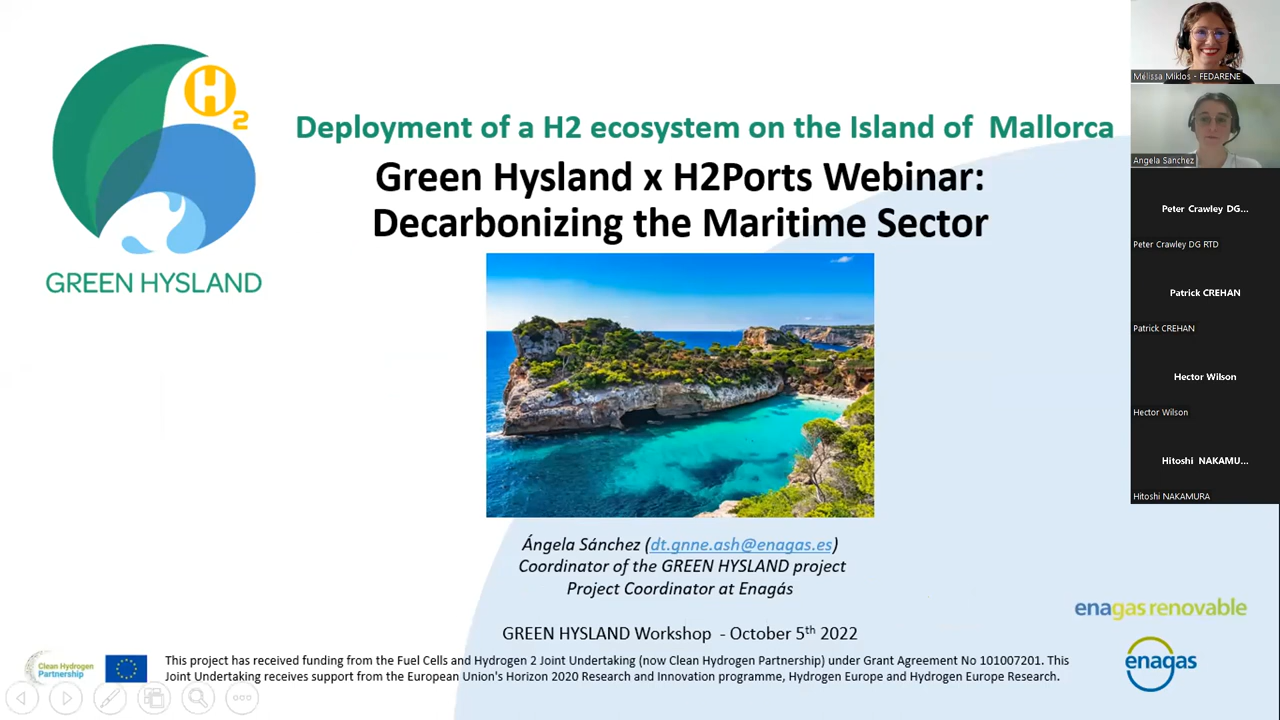 H2
GREEN HYSLAND
Deployment of a H2 ecosystem on the Island of Mallorca
Green Hysland x H2Ports Webinar:
Decarbonizing the Maritime Sector
Ángela Sánchez (dt.gnne.ash@enagas.es)
Coordinator of the GREEN HYSLAND project
Project Coordinator at Enagás
GREEN HYSLAND Workshop - October 5th 2022
enagas renovable
enagas
Clean Hydrogen
Partnership
This project has received funding from the Fuel Cells and Hydrogen 2 Joint Undertaking (now Clean Hydrogen Partnership) under Grant Agreement No 101007201. This
Joint Undertaking receives support from the European Union's Horizon 2020 Research and Innovation programme, Hydrogen Europe and Hydrogen Europe Research.
Mélissa Miklos - FEDARENE
Angela Sánchez
Peter Crawley DG...
Peter Crawley DG RTD
Patrick CREHAN
Patrick CREHAN
Hector Wilson
Hector Wilson
Hitoshi NAKAMU...
Hitoshi NAKAMURA